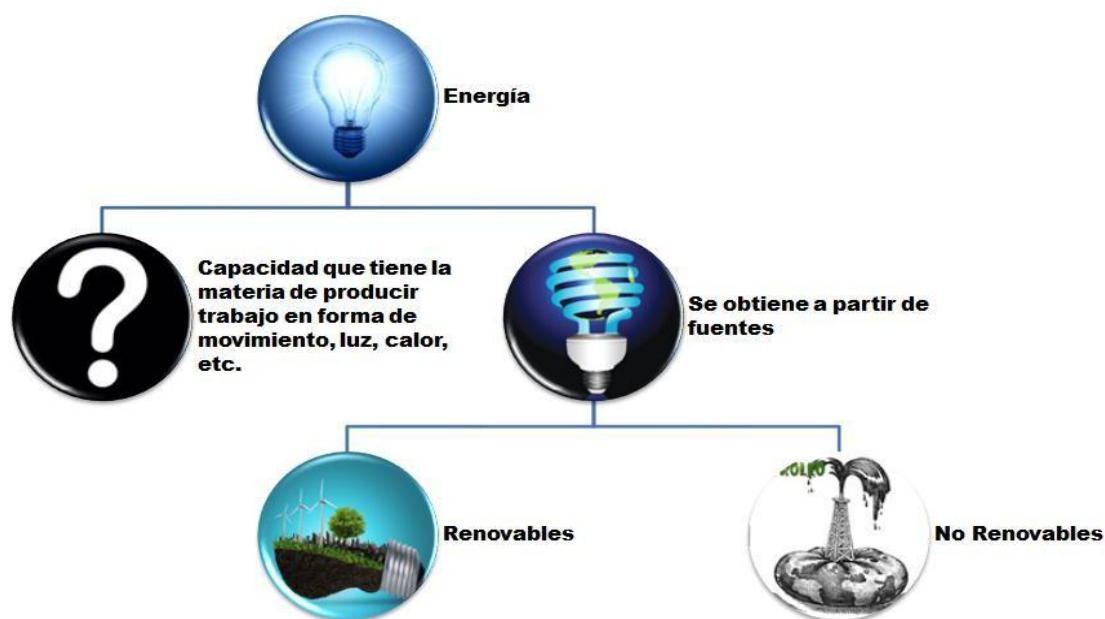 Energía
Capacidad que tiene la
materia de producir
trabajo en forma de
movimiento, luz, calor,
etc.
Se obtiene a partir de
fuentes
Renovables
No Renovables